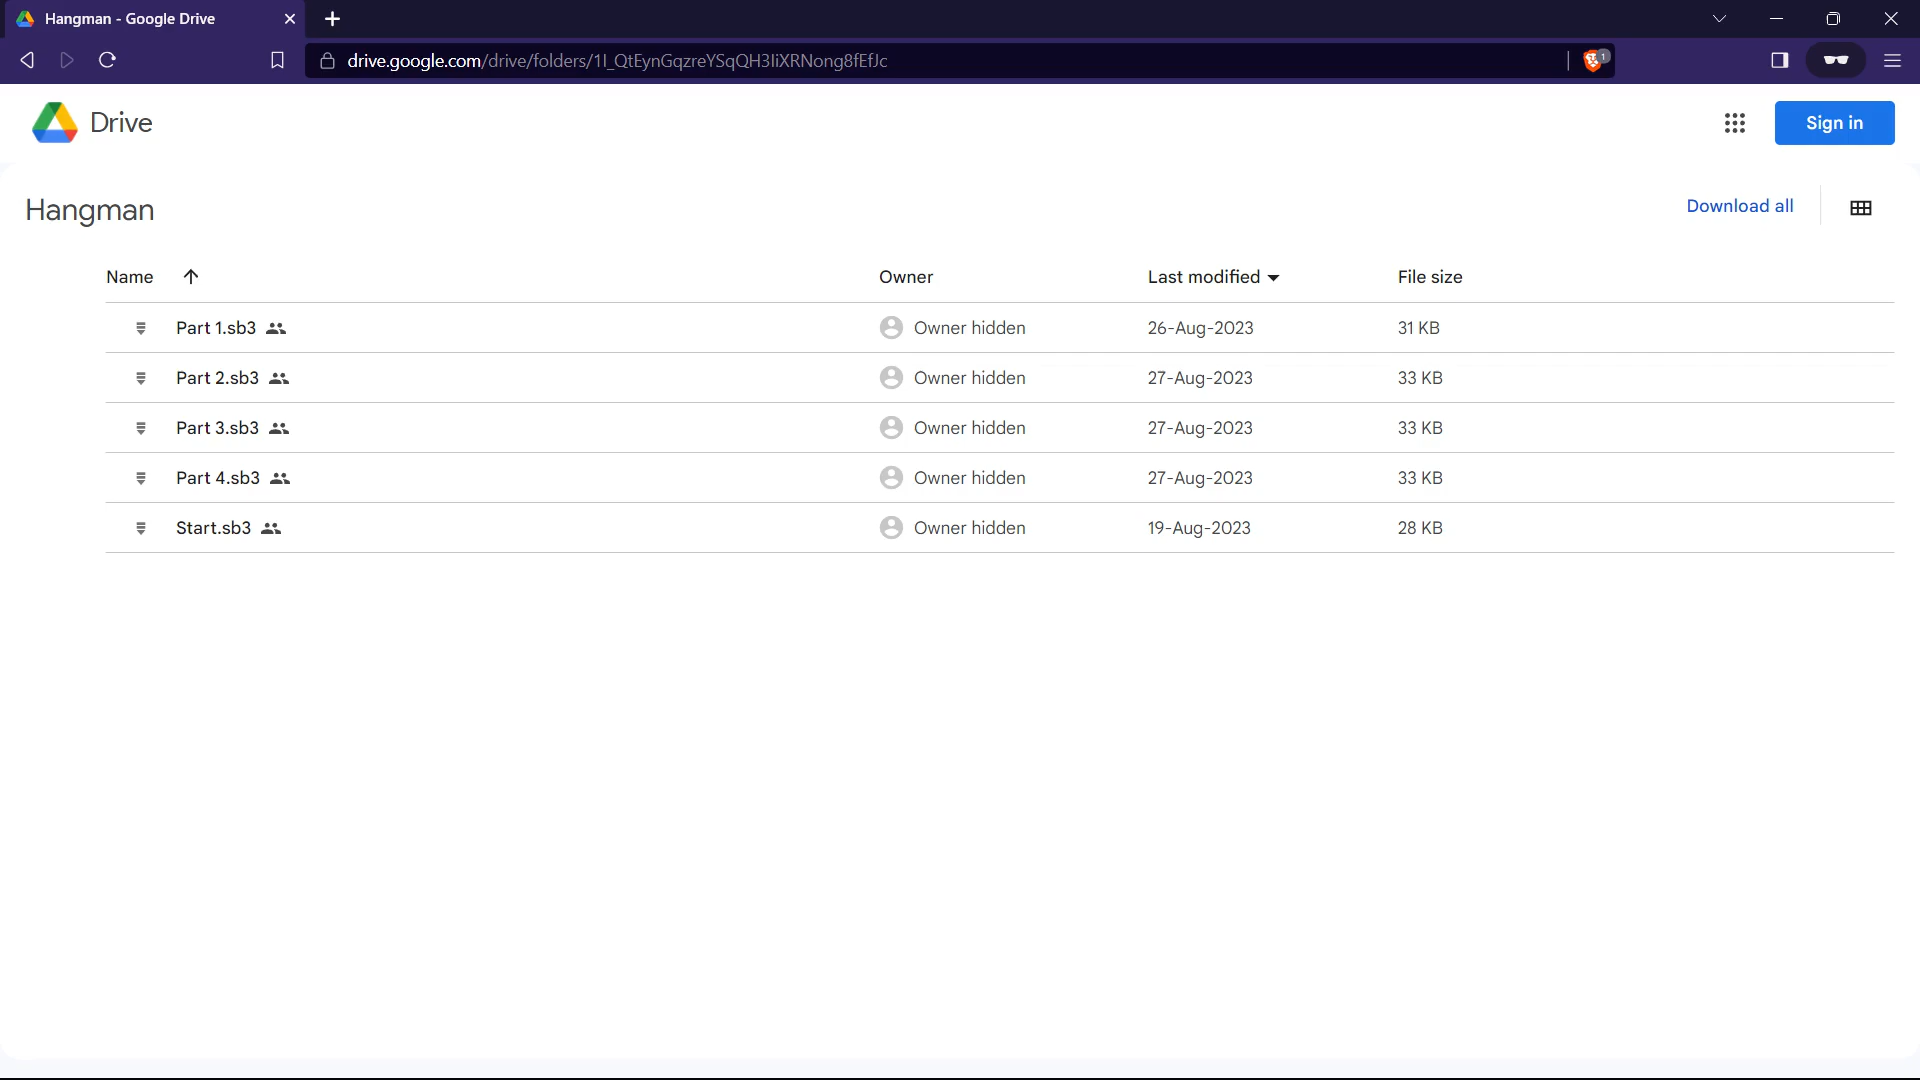 Hangman - Google Drive
drive.google.com/drive/folders/1l_QtEynGqzreYSqQH3IiXRNong8fEfJc
1
Drive
Sign in
Hangman
Download all
Name Owner Last modified File size
Part 1.sb3 Owner hidden 26-Aug-2023 31 KB
Part 2.sb3 Owner hidden 27-Aug-2023 33 KB
Part 3.sb3 Owner hidden 27-Aug-2023 33 KB
Part 4.sb3 Owner hidden 27-Aug-2023 33 KB
Start.sb3 Owner hidden 19-Aug-2023 28 KB